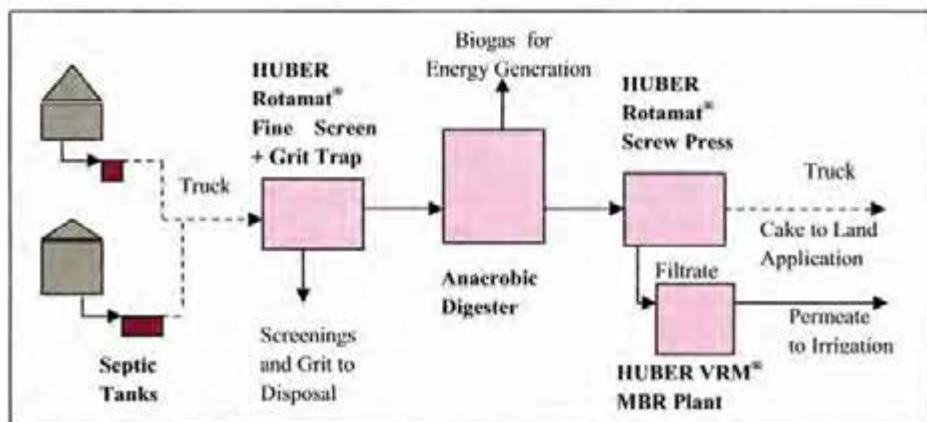 Biogas for
Energy Generation
HUBER
Rotamat®
Fine Screen
+ Grit Trap
HUBER
Rotamat®
Screw Press
Truck
Truck
Cake to Land
Application
Filtrate
Anaerobic
Digester
Permeate
to Irrigation
Screenings
and Grit to
Disposal
Septic
Tanks
HUBER VRM®
MBR Plant